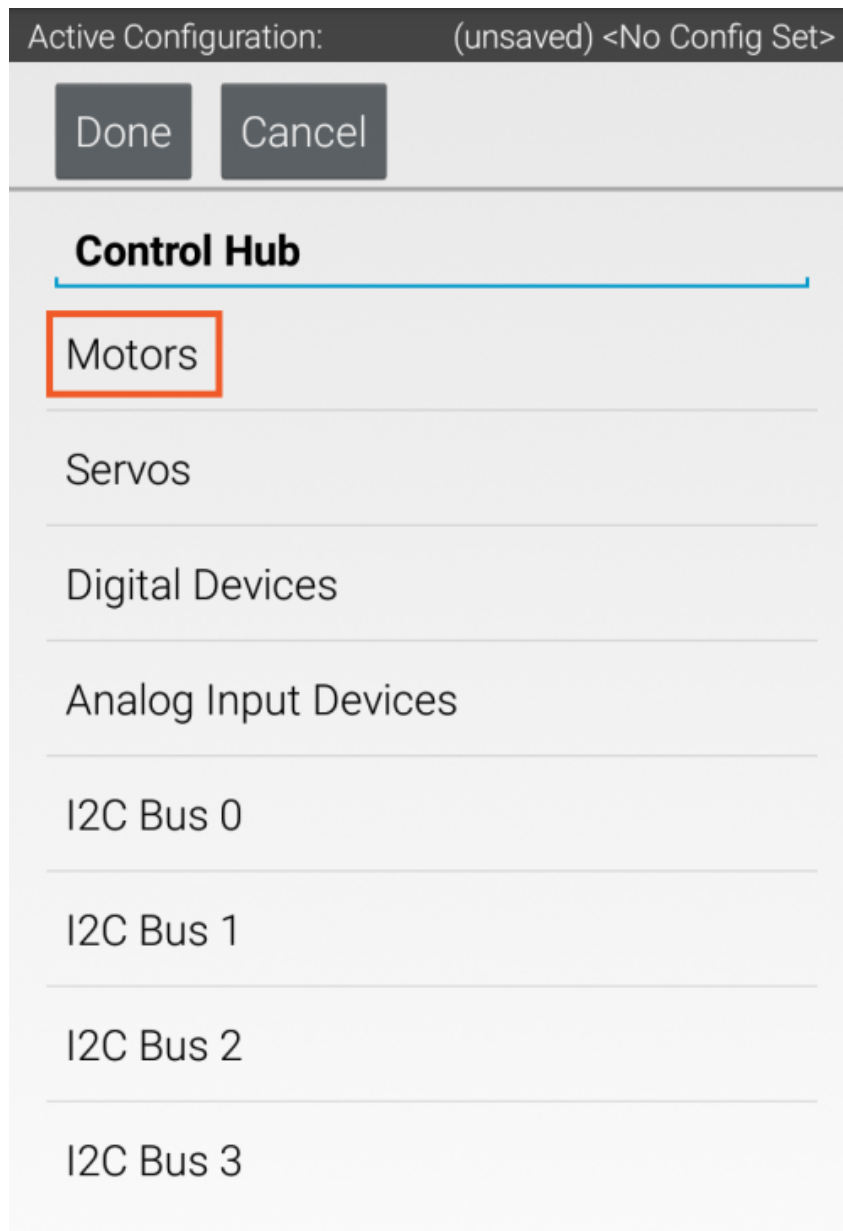 Active Configuration: (unsaved) <No Config Set>
Done Cancel
Control Hub
Motors
Servos
Digital Devices
Analog Input Devices
I2C Bus 0
I2C Bus 1
I2C Bus 2
I2C Bus 3